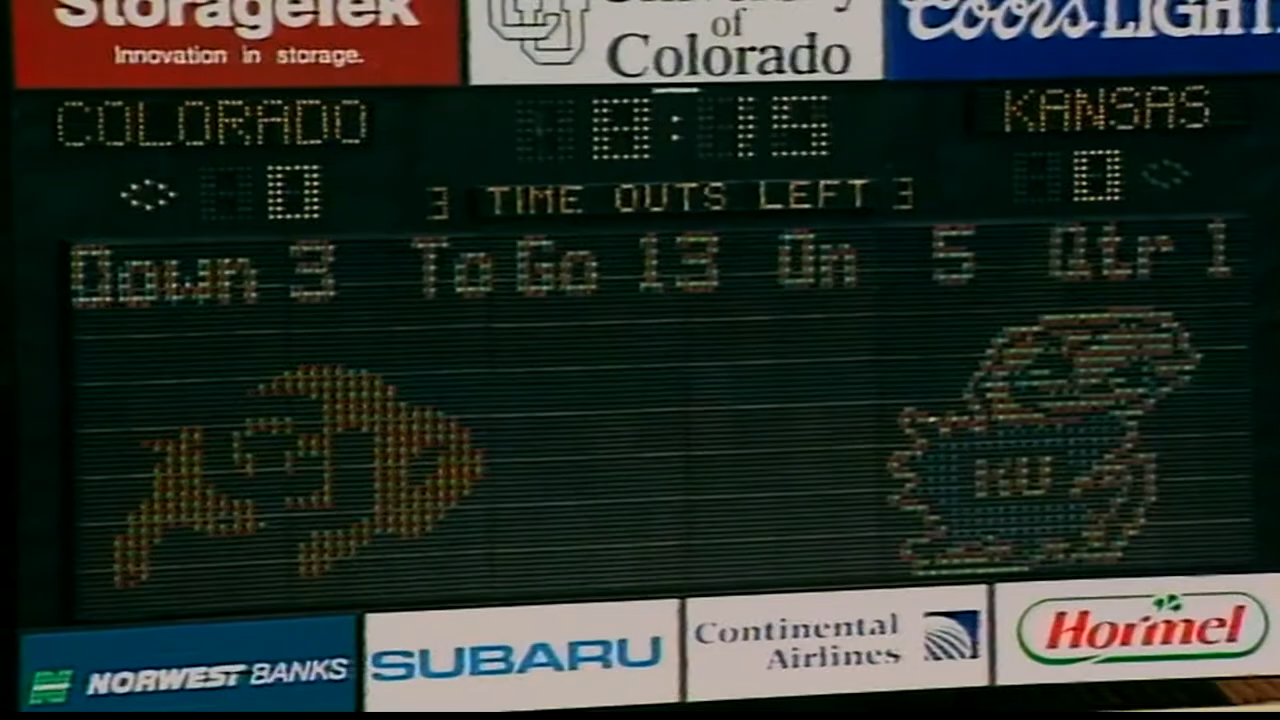 StorageTek
Innovation in storage.
University
of
Colorado
Coors LIGHT
COLORADO
8:15
KANSAS
0
3 TIME OUTS LEFT 3
0
Down 3 To Go 13 On 5 Qtr 1
KU
NORWEST BANKS
SUBARU
Continental
Airlines
Hormel